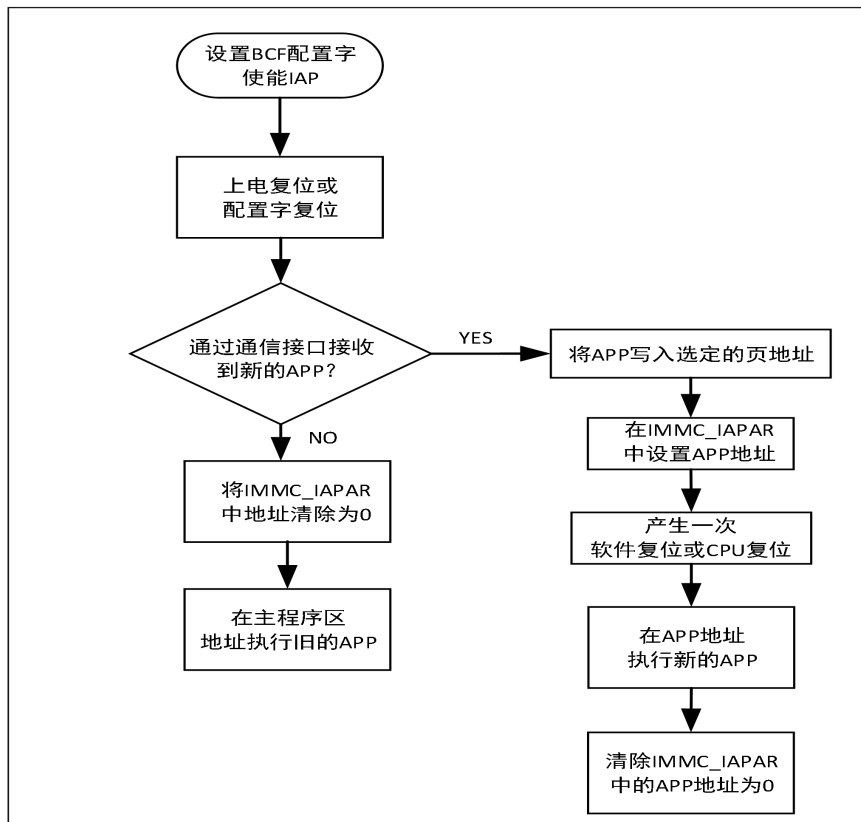 设置BCF配置字
使能IAP
上电复位或
配置字复位
通过通信接口接收
到新的APP？
YES
将APP写入选定的页地址
在IMMC_IAPAR
中设置APP地址
产生一次
软件复位或CPU复位
在APP地址
执行新的APP
清除IMMC_IAPAR
中的APP地址为0
NO
将IMMC_IAPAR
中地址清除为0
在主程序区
地址执行旧的APP